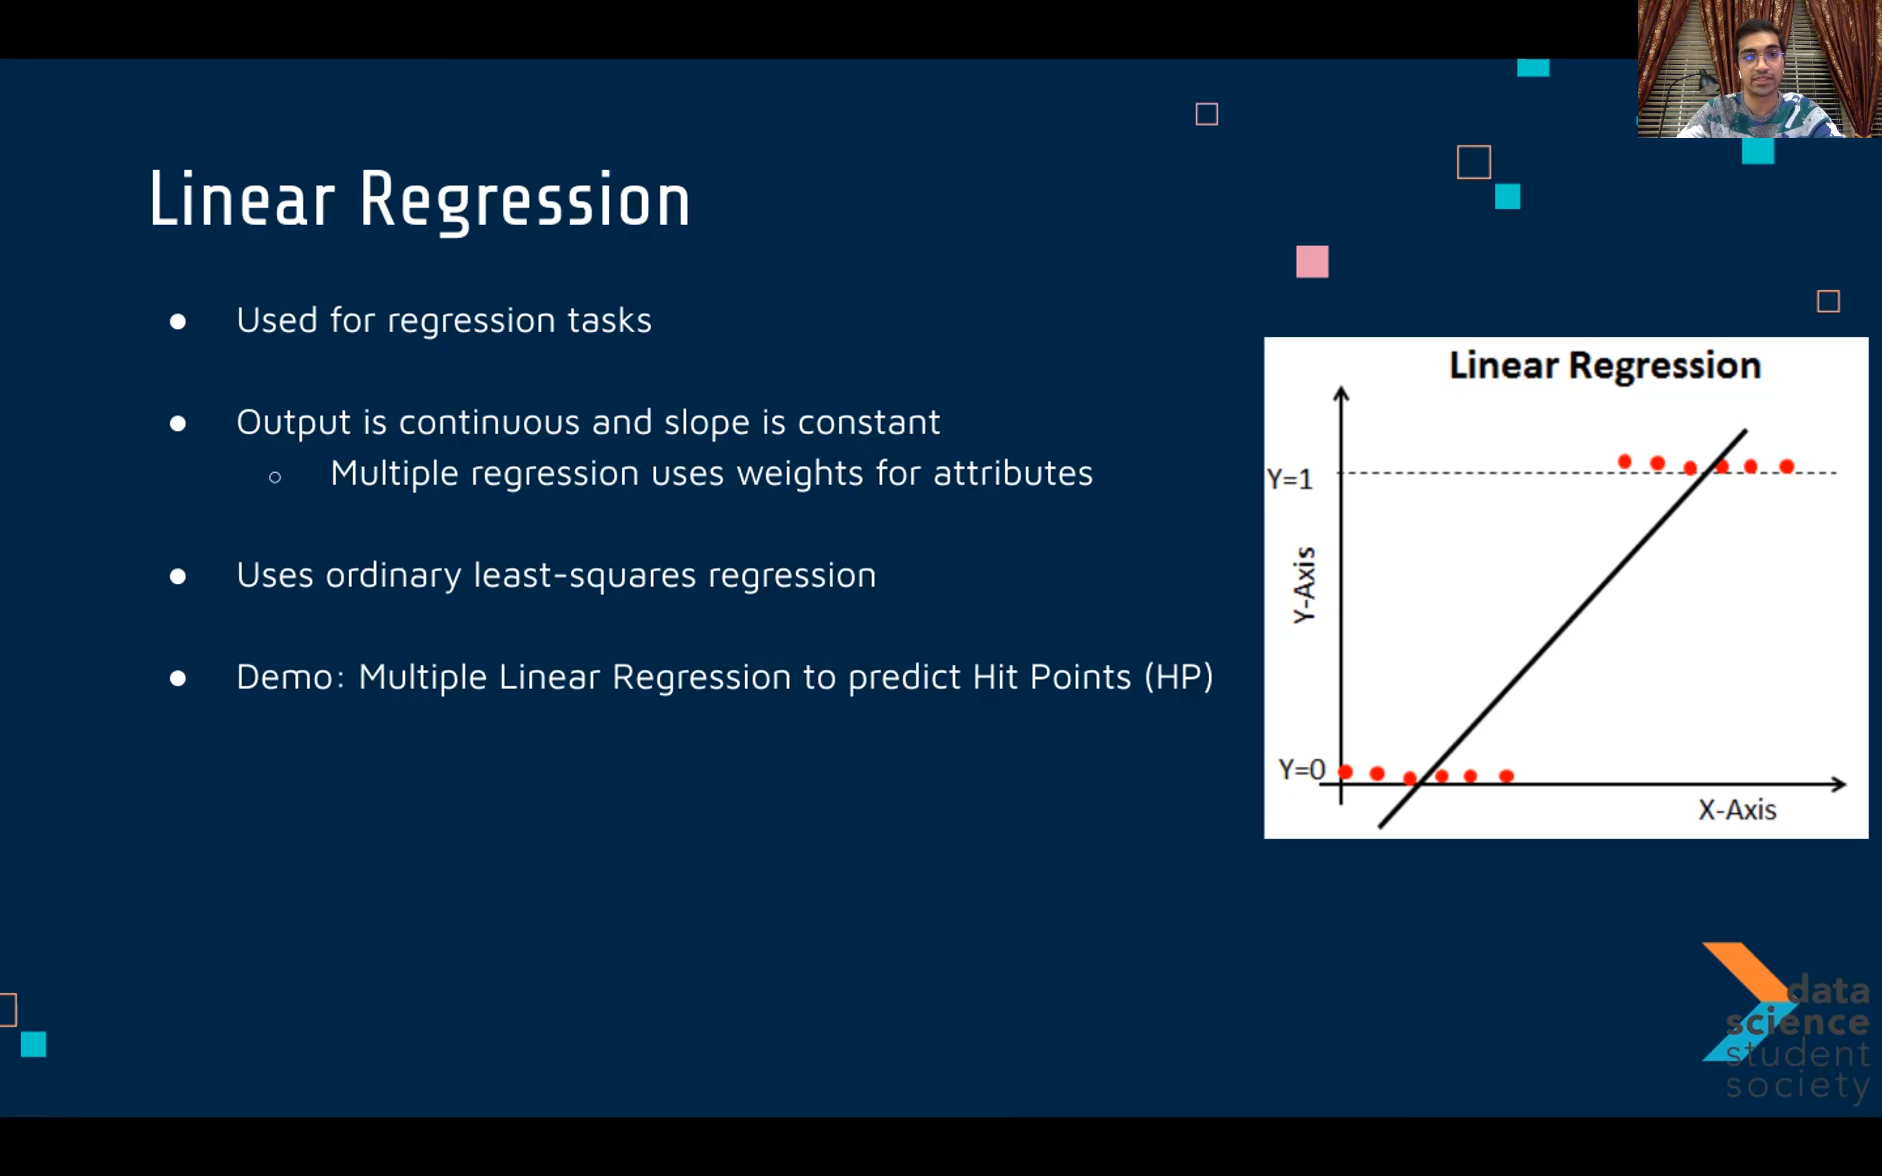 Linear Regression
● Used for regression tasks
● Output is continuous and slope is constant
○ Multiple regression uses weights for attributes
● Uses ordinary least-squares regression
● Demo: Multiple Linear Regression to predict Hit Points (HP)
Linear Regression
Y=1
Y-Axis
Y=0
X-Axis
data
science
student
society